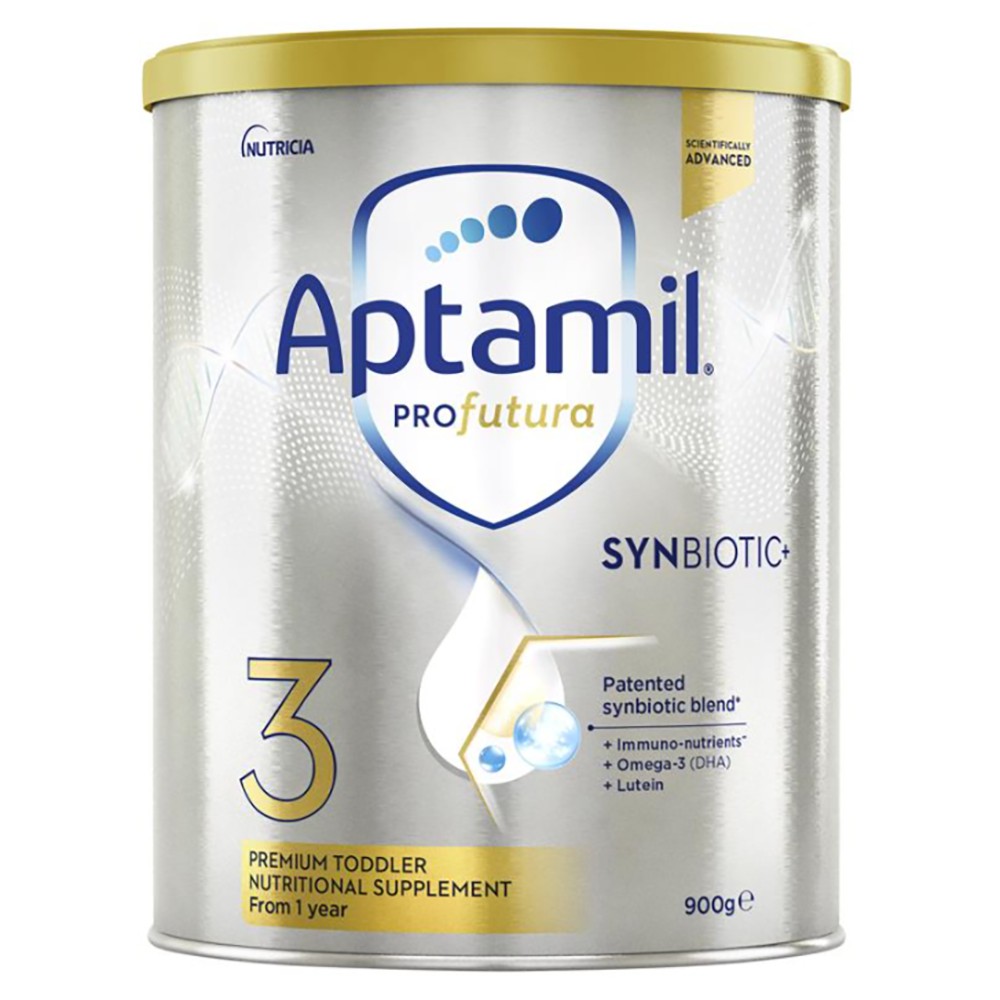 NUTRICIA
SCIENTIFICALLY
ADVANCED
Aptamil®
PROfutura
SYNBIOTIC+
Patented
synbiotic blend*
+ Immuno-nutrients~
+ Omega-3 (DHA)
+ Lutein
3
PREMIUM TODDLER
NUTRITIONAL SUPPLEMENT
From 1 year
900g℮